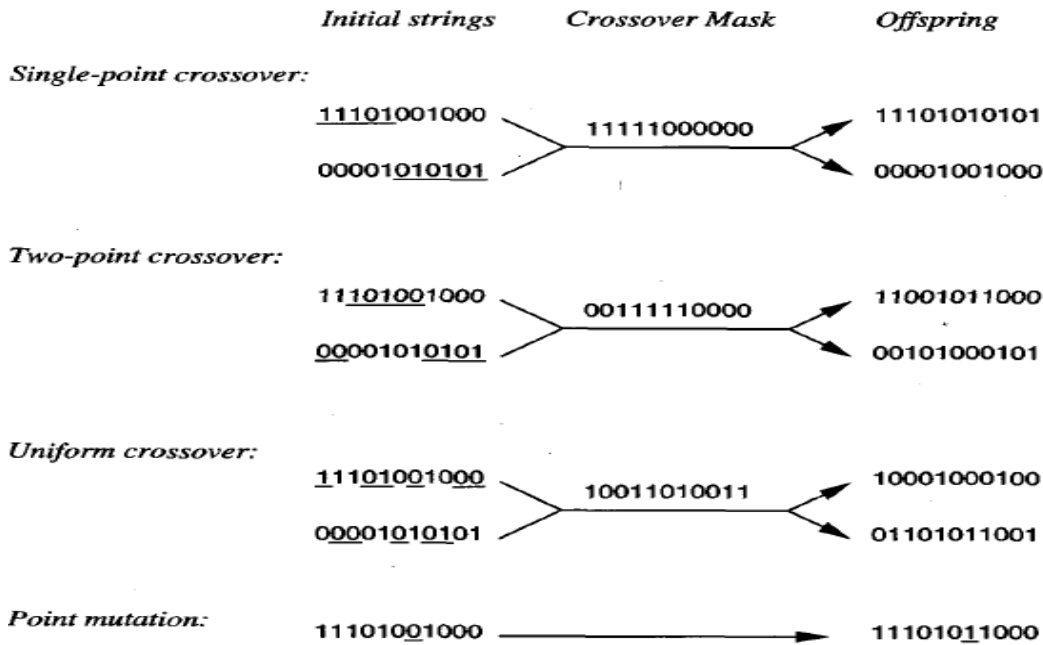 Initial strings Crossover Mask Offspring
Single-point crossover:
11101001000 11111000000 11101010101
00001010101 00001001000
Two-point crossover:
11101001000 00111110000 11001011000
00001010101 00101000101
Uniform crossover:
11101001000 10011010011 10001000100
00001010101 01101011001
Point mutation:
11101001000 11101011000